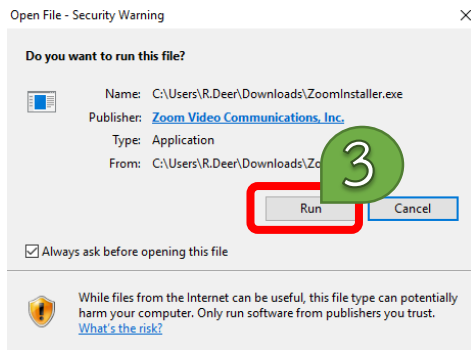 Open File - Security Warning
Do you want to run this file?
Name: C:\Users\R.Deer\Downloads\ZoomInstaller.exe
Publisher: Zoom Video Communications, Inc.
Type: Application
From: C:\Users\R.Deer\Downloads\Zo
3
Run Cancel
Always ask before opening this file
While files from the Internet can be useful, this file type can potentially
harm your computer. Only run software from publishers you trust.
What's the risk?